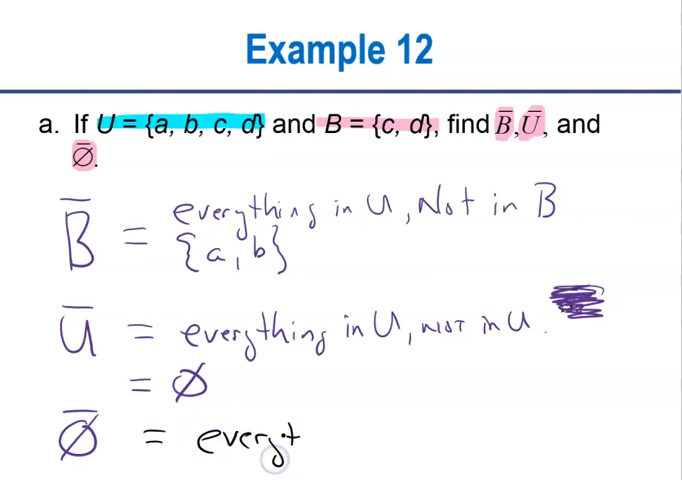 Example 12
a. If U = {a, b, c, d} and B = {c, d}, find B̅, U̅, and
∅̅.
B̅ = everything in U, Not in B
{a, b}
U̅ = everything in U, NOT in U.
= ∅
∅̅ = everyt